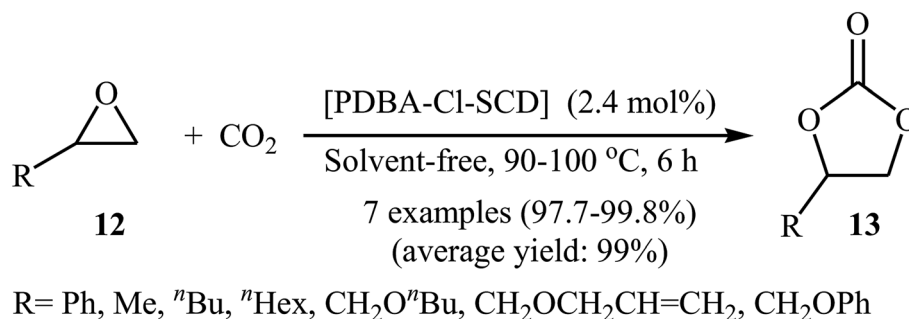 O
O
[PDBA-Cl-SCD] (2.4 mol%)
+ CO₂
O
O
R
Solvent-free, 90-100 °C, 6 h
7 examples (97.7-99.8%)
12
R
13
(average yield: 99%)
R= Ph, Me, ⁿBu, ⁿHex, CH₂OⁿBu, CH₂OCH₂CH=CH₂, CH₂OPh